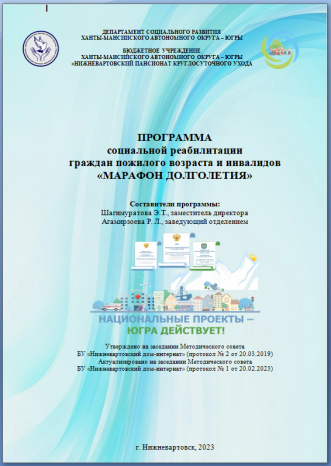 ДЕПАРТАМЕНТ СОЦИАЛЬНОГО РАЗВИТИЯ
ХАНТЫ-МАНСИЙСКОГО АВТОНОМНОГО ОКРУГА – ЮГРЫ
БЮДЖЕТНОЕ УЧРЕЖДЕНИЕ
ХАНТЫ-МАНСИЙСКОГО АВТОНОМНОГО ОКРУГА – ЮГРЫ
«НИЖНЕВАРТОВСКИЙ ПАНСИОНАТ КРУГЛОСУТОЧНОГО УХОДА
ПРОГРАММА
социальной реабилитации
граждан пожилого возраста и инвалидов
«МАРАФОН ДОЛГОЛЕТИЯ»
Составители программы:
Шагимуратова Э.Т., заместитель директора
Агамирзоева Р. Л., заведующий отделением
НАЦИОНАЛЬНЫЕ ПРОЕКТЫ –
ЮГРА ДЕЙСТВУЕТ!
Утверждено на заседании Методического совета
БУ «Нижневартовский дом-интернат» (протокол № 2 от 20.03.2019)
Актуализировано на заседании Методического совета
БУ «Нижневартовский дом-интернат» (протокол № 1 от 20.02.2023)
г. Нижневартовск, 2023